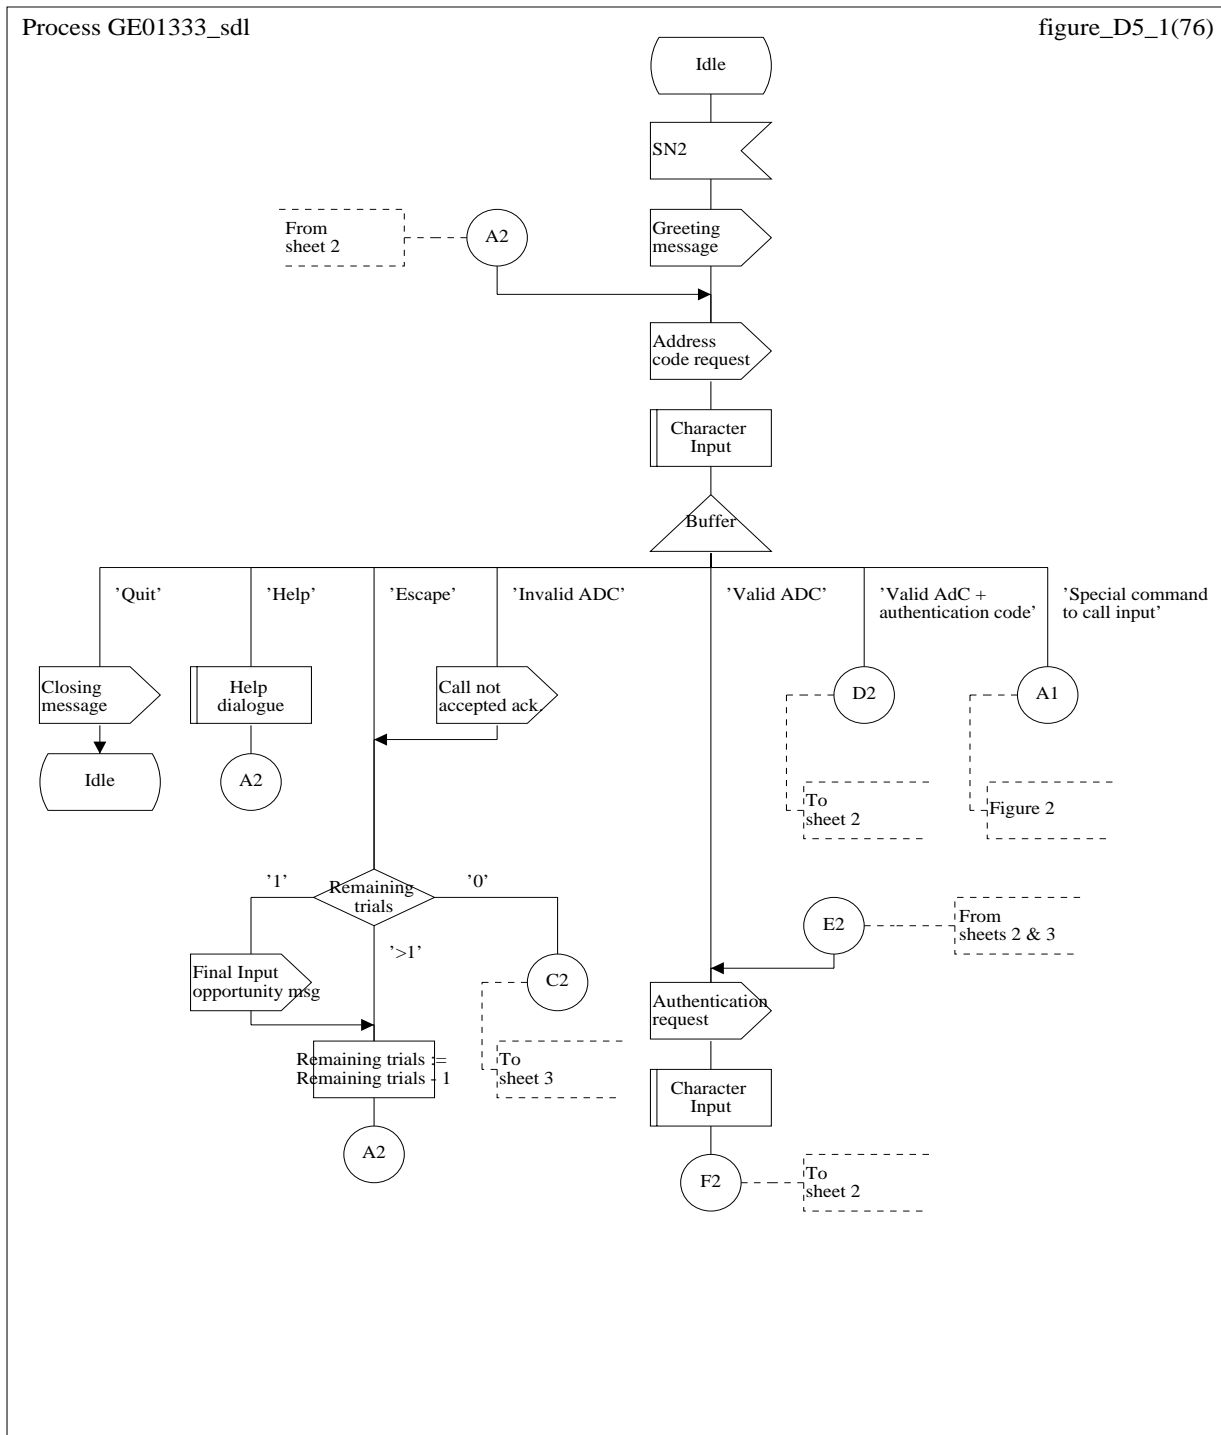 Process GE01333_sdl
figure_D5_1(76)
Idle
SN2
From
sheet 2
A2
Greeting
message
Address
code request
Character
Input
Buffer
’Quit’
’Help’
’Escape’
’Invalid ADC’
’Valid ADC’
’Valid AdC +
authentication code’
’Special command
to call input’
Closing
message
Help
dialogue
Call not
accepted ack.
D2
A1
Idle
A2
To
sheet 2
Figure 2
’1’
Remaining
trials
’0’
’>1’
E2
From
sheets 2 & 3
Final Input
opportunity msg
C2
Authentication
request
Remaining trials :=
Remaining trials - 1
To
sheet 3
Character
Input
A2
F2
To
sheet 2